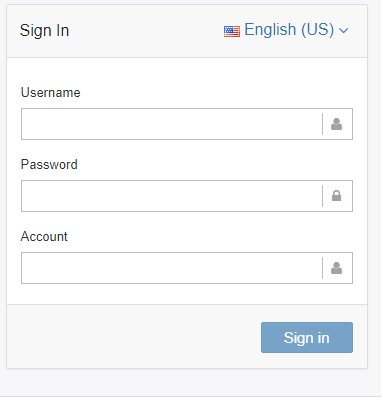 Sign In English (US)
Username
Password
Account
Sign in